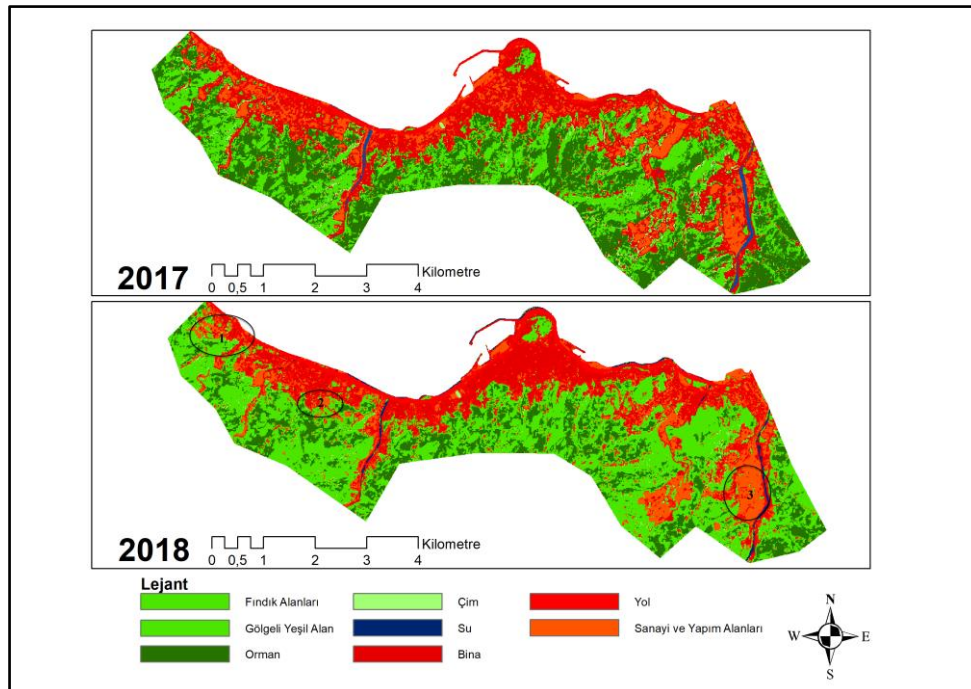 2017
Kilometre
0 0,5 1 2 3 4
1
2
3
2018
Kilometre
0 0,5 1 2 3 4
Lejant
Fındık Alanları
Çim
Yol
Gölgeli Yeşil Alan
Su
Sanayi ve Yapım Alanları
Orman
Bina
N
W
E
S